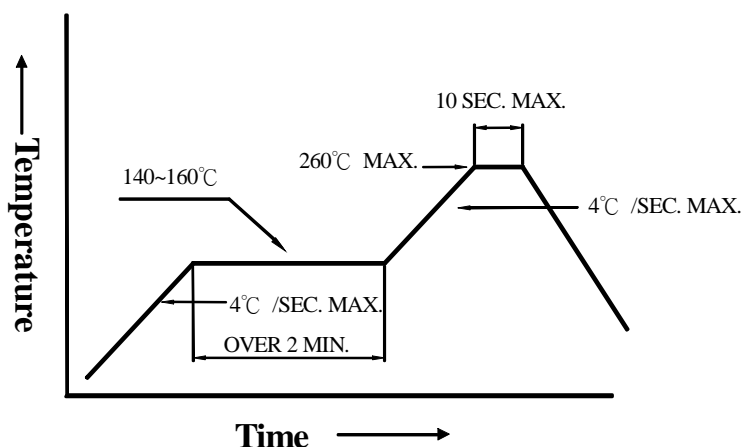 10 SEC. MAX.
260℃ MAX.
140~160℃
4℃ /SEC. MAX.
4℃ /SEC. MAX.
OVER 2 MIN.
Temperature
Time